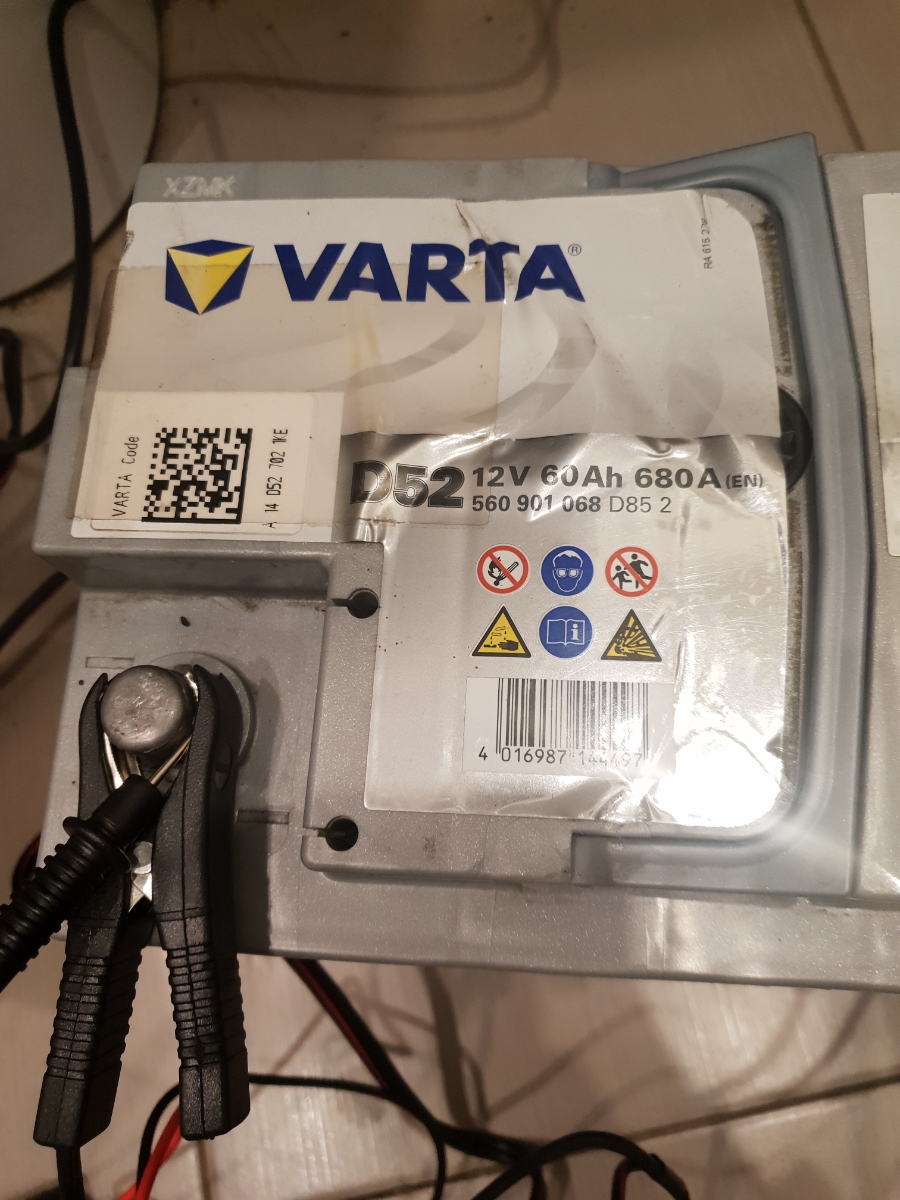 XZMK
VARTA®
RA 615 2
VARTA Code
A 14 D52 702 1KE
D52 12V 60Ah 680A (EN)
560 901 068 D85 2
4 016987 144497